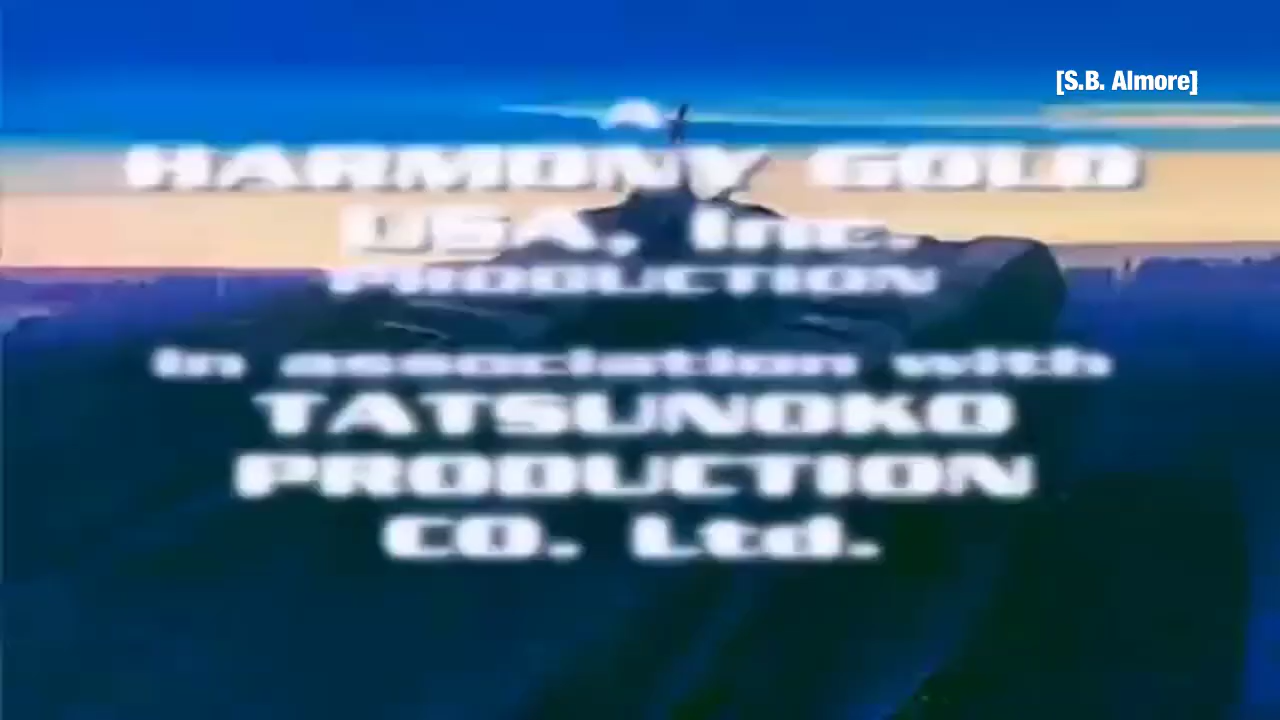 [S.B. Almore]
HARMONY GOLD
USA, Inc.
PRODUCTION
in association with
TATSUNOKO
PRODUCTION
CO. Ltd.